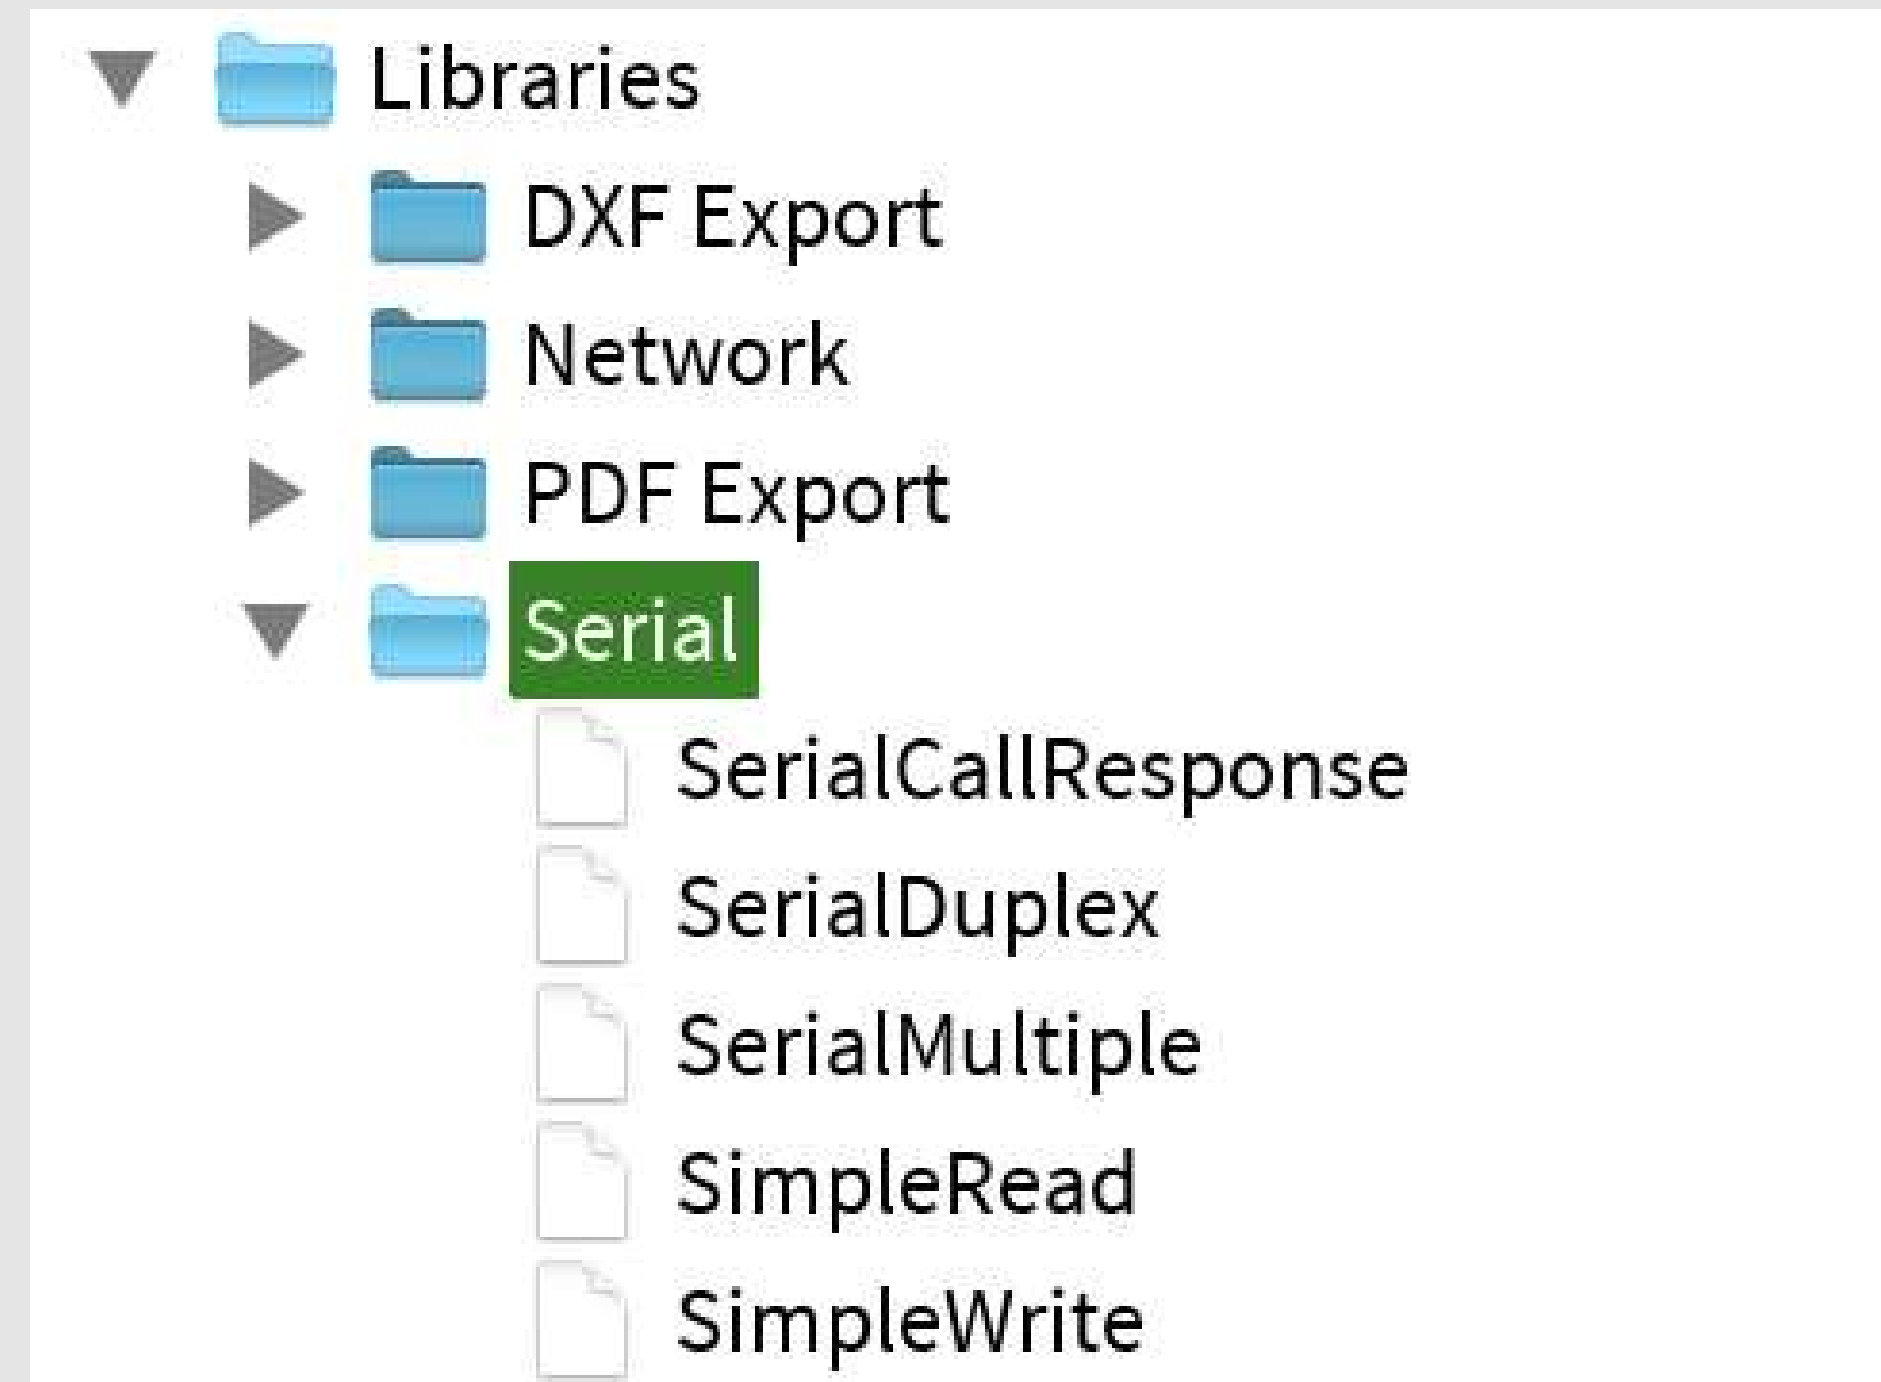 Libraries
DXF Export
Network
PDF Export
Serial
SerialCallResponse
SerialDuplex
SerialMultiple
SimpleRead
SimpleWrite